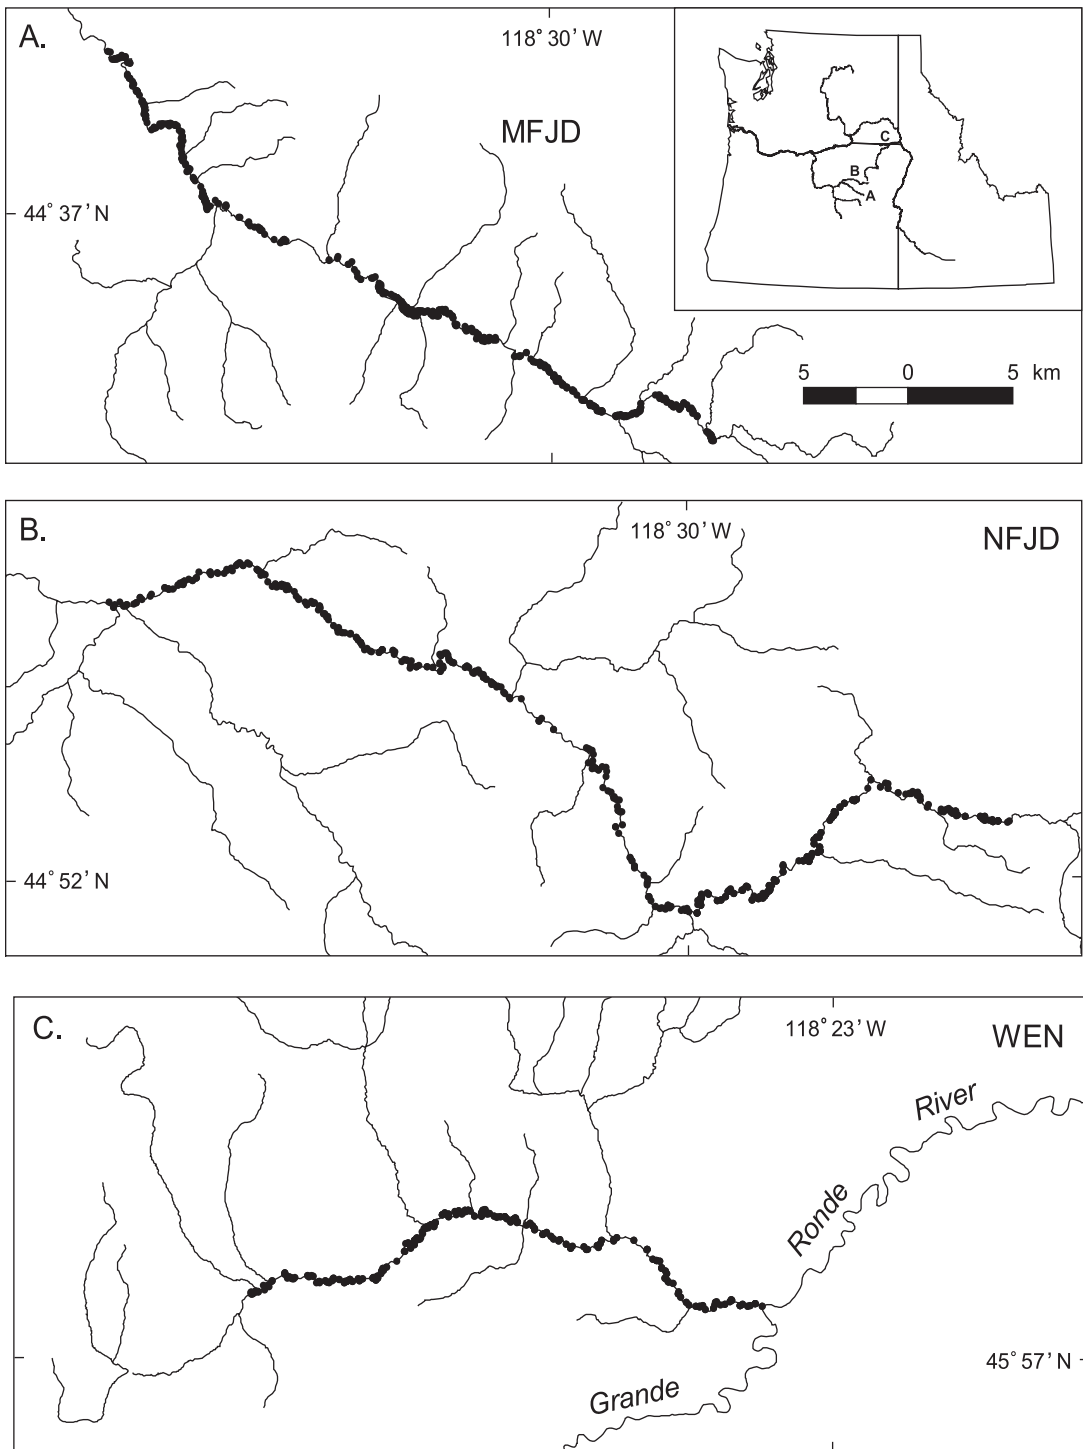 A.
118° 30' W
MFJD
44° 37' N
C
B
A
5 0 5 km
B.
118° 30' W
NFJD
44° 52' N
C.
118° 23' W
WEN
River
Ronde
45° 57' N
Grande